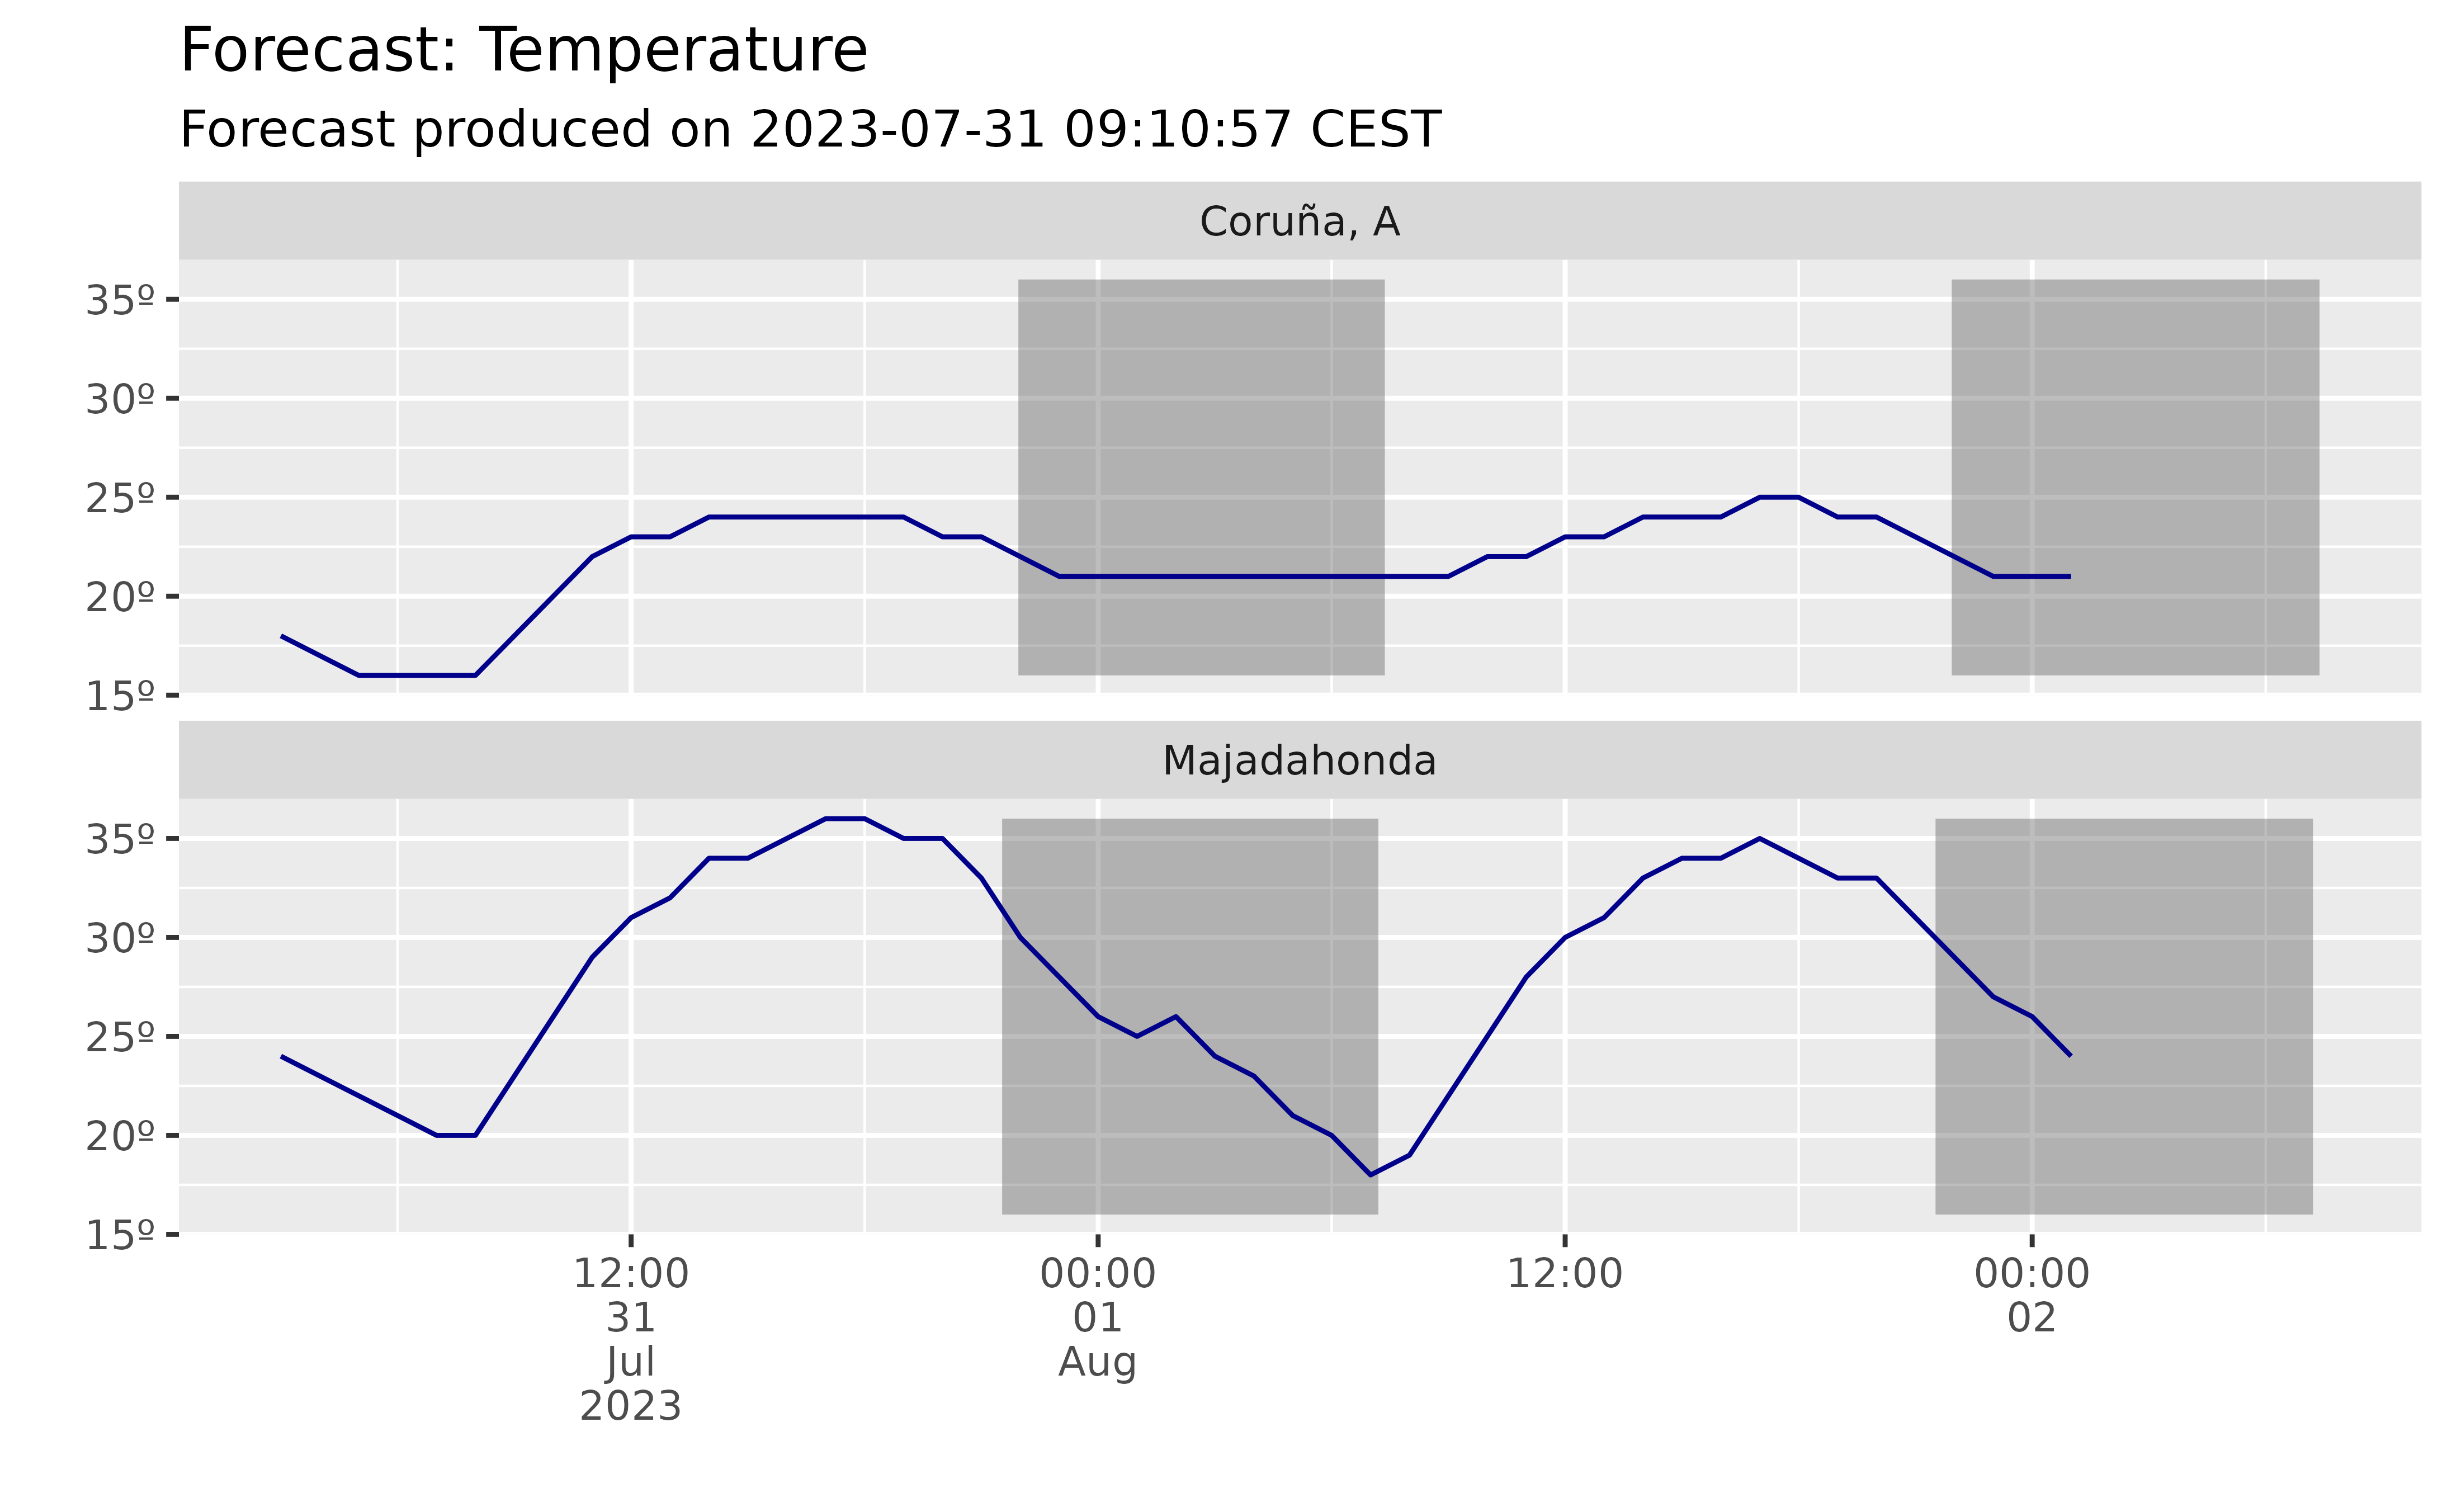 Forecast: Temperature
Forecast produced on 2023-07-31 09:10:57 CEST
Coruña, A
35º
30º
25º
20º
15º
Majadahonda
35º
30º
25º
20º
15º
12:00 00:00 12:00 00:00
31 01 02
Jul Aug
2023